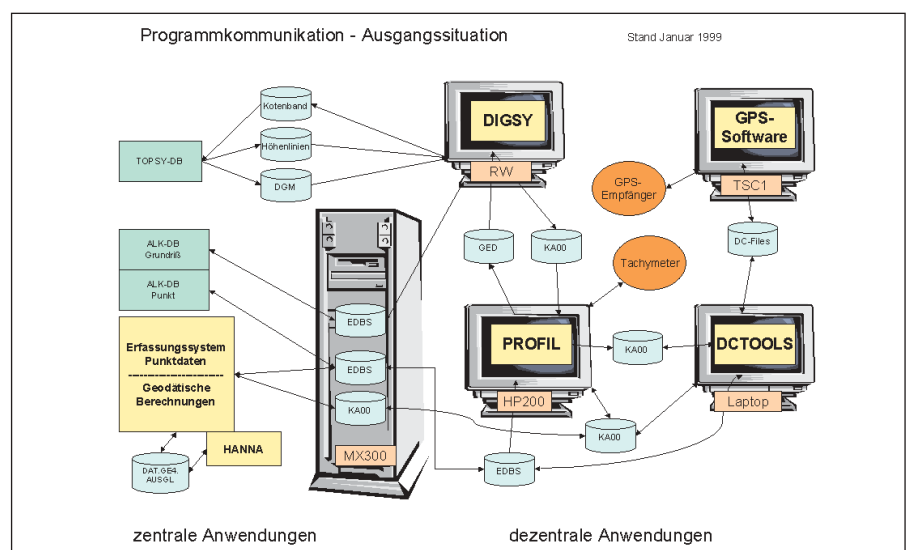 Programmkommunikation - Ausgangssituation
Stand Januar 1999
Kotenband
Höhenlinien
DGM
TOPSY-DB
DIGSY
RW
GPS-
Software
TSC1
GPS-
Empfänger
GED
KA00
DC-Files
Tachymeter
ALK-DB
Grundriß
ALK-DB
Punkt
EDBS
EDBS
KA00
MX300
Erfassungssystem
Punktdaten
------------------------
Geodätische
Berechnungen
HANNA
DAT.GE4.
AUSGL
PROFIL
HP200
KA00
DCTOOLS
Laptop
KA00
EDBS
zentrale Anwendungen
dezentrale Anwendungen